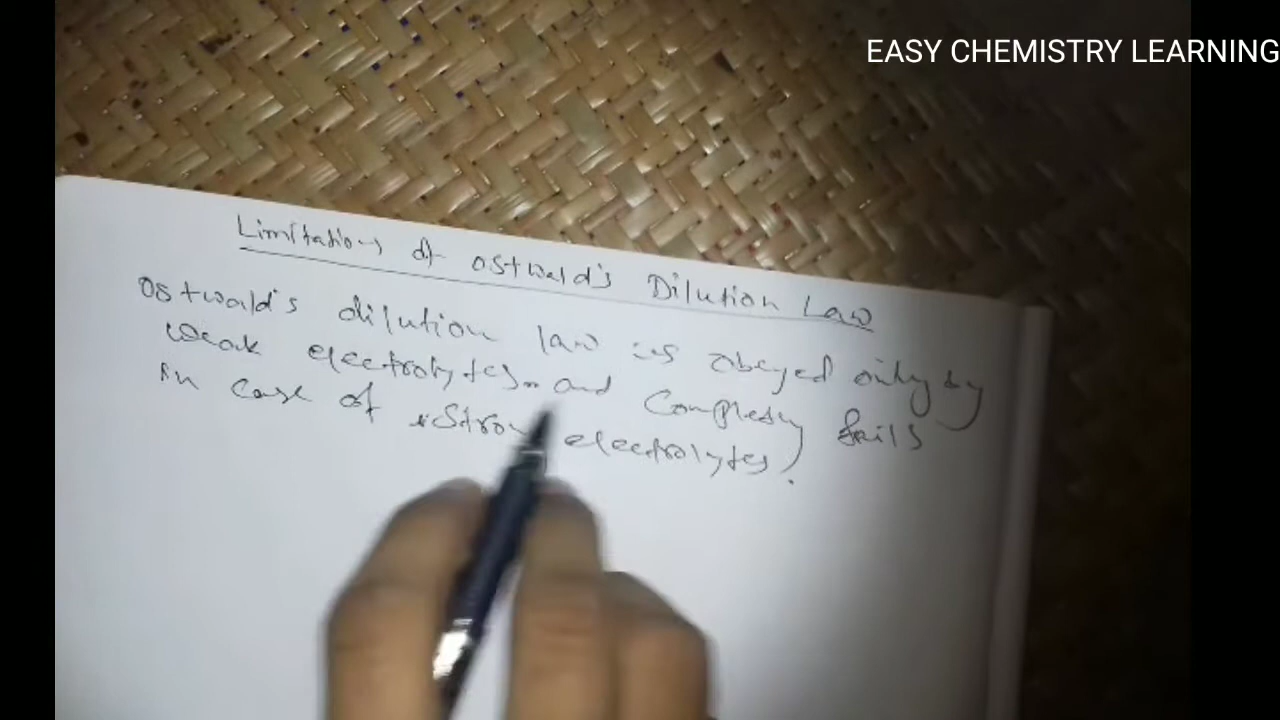 EASY CHEMISTRY LEARNING
Limitations of Ostwald's Dilution Law
Ostwald's dilution law is obeyed only by
weak electrolytes and completely fails
in case of strong electrolytes.